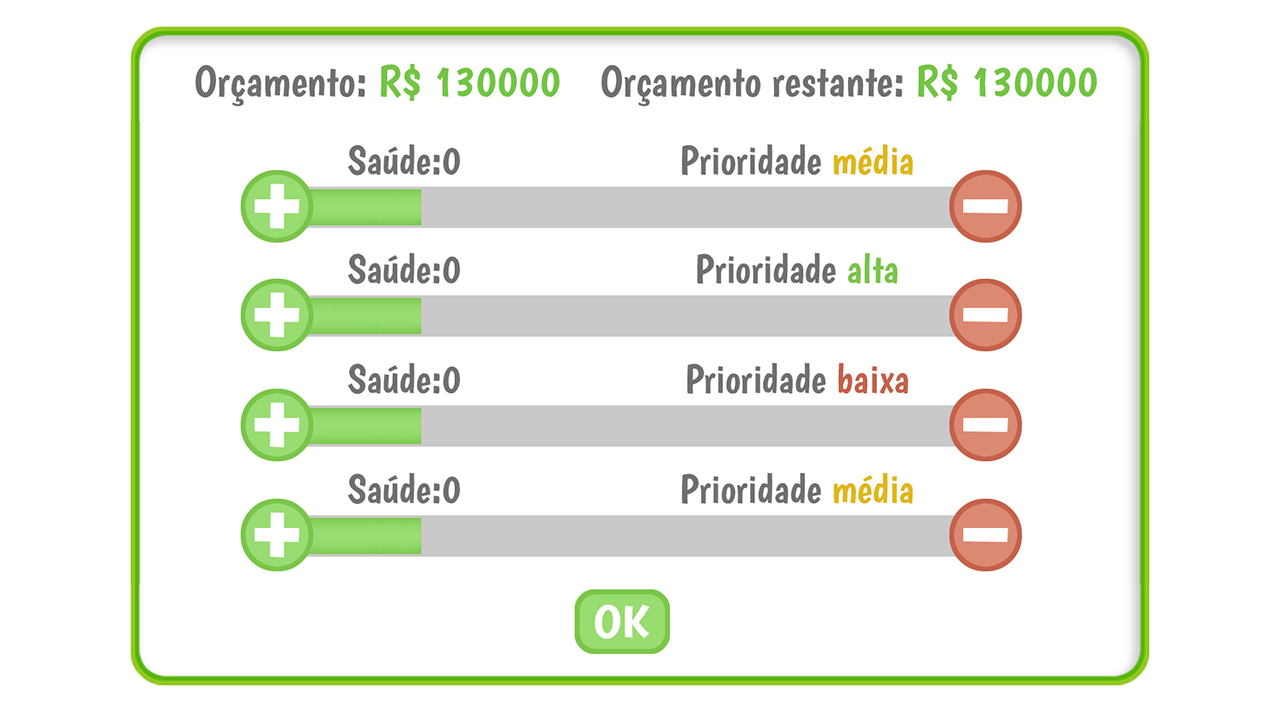 Orçamento: R$ 130000 Orçamento restante: R$ 130000
Saúde:0 Prioridade média
Saúde:0 Prioridade alta
Saúde:0 Prioridade baixa
Saúde:0 Prioridade média
OK